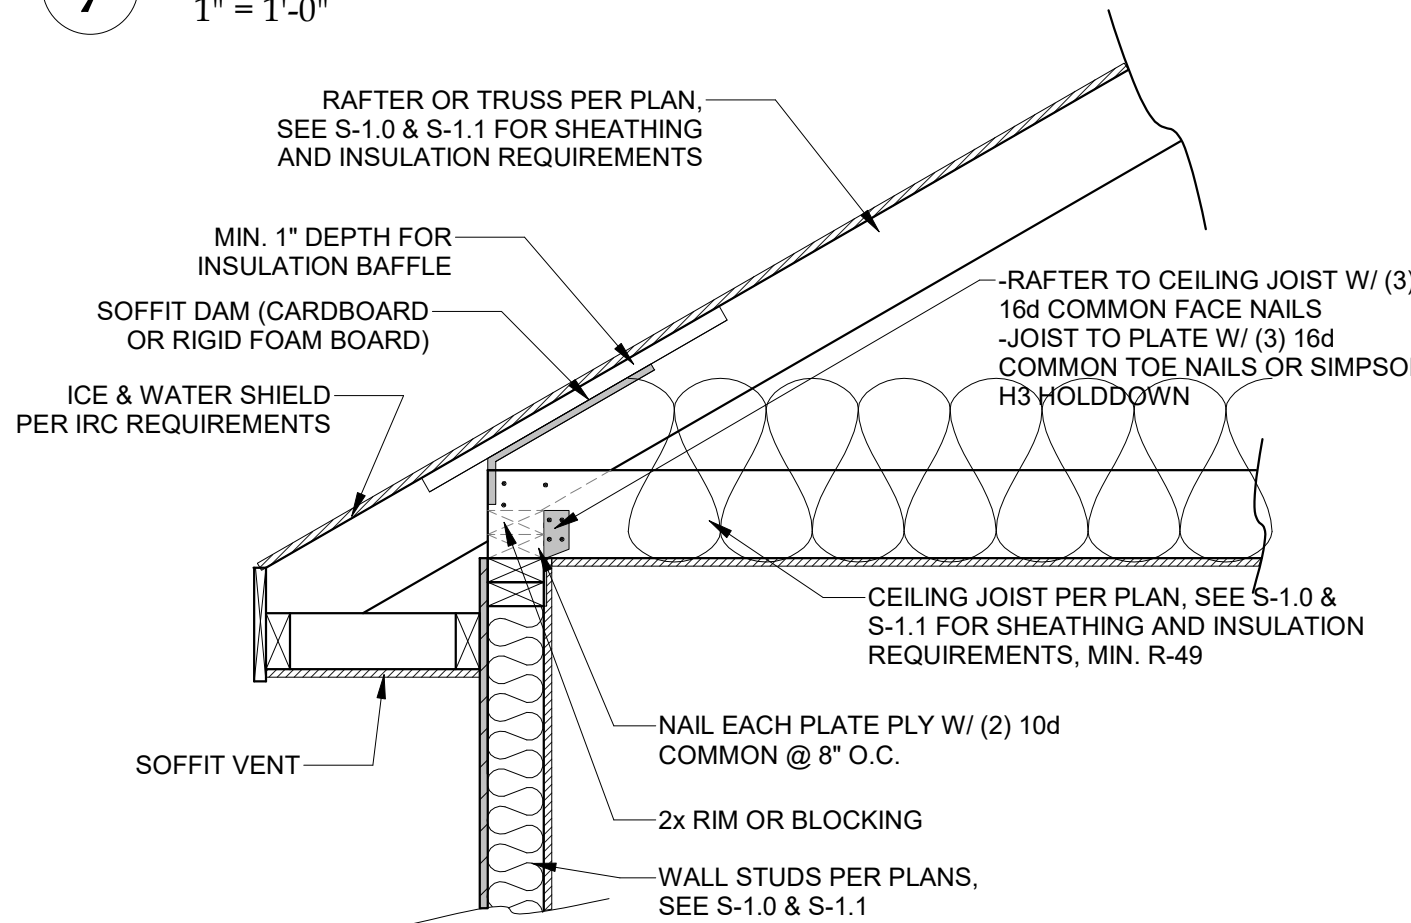 1" = 1'-0"
RAFTER OR TRUSS PER PLAN,
SEE S-1.0 & S-1.1 FOR SHEATHING
AND INSULATION REQUIREMENTS
MIN. 1" DEPTH FOR
INSULATION BAFFLE
SOFFIT DAM (CARDBOARD
OR RIGID FOAM BOARD)
ICE & WATER SHIELD
PER IRC REQUIREMENTS
-RAFTER TO CEILING JOIST W/ (3)
16d COMMON FACE NAILS
-JOIST TO PLATE W/ (3) 16d
COMMON TOE NAILS OR
H3 HOLDDOWN
CEILING JOIST PER PLAN, SEE S-1.0 &
S-1.1 FOR SHEATHING AND INSULATION
REQUIREMENTS, MIN. R-49
NAIL EACH PLATE PLY W/ (2) 10d
COMMON @ 8" O.C.
SOFFIT VENT
2x RIM OR BLOCKING
WALL STUDS PER PLANS,
SEE S-1.0 & S-1.1